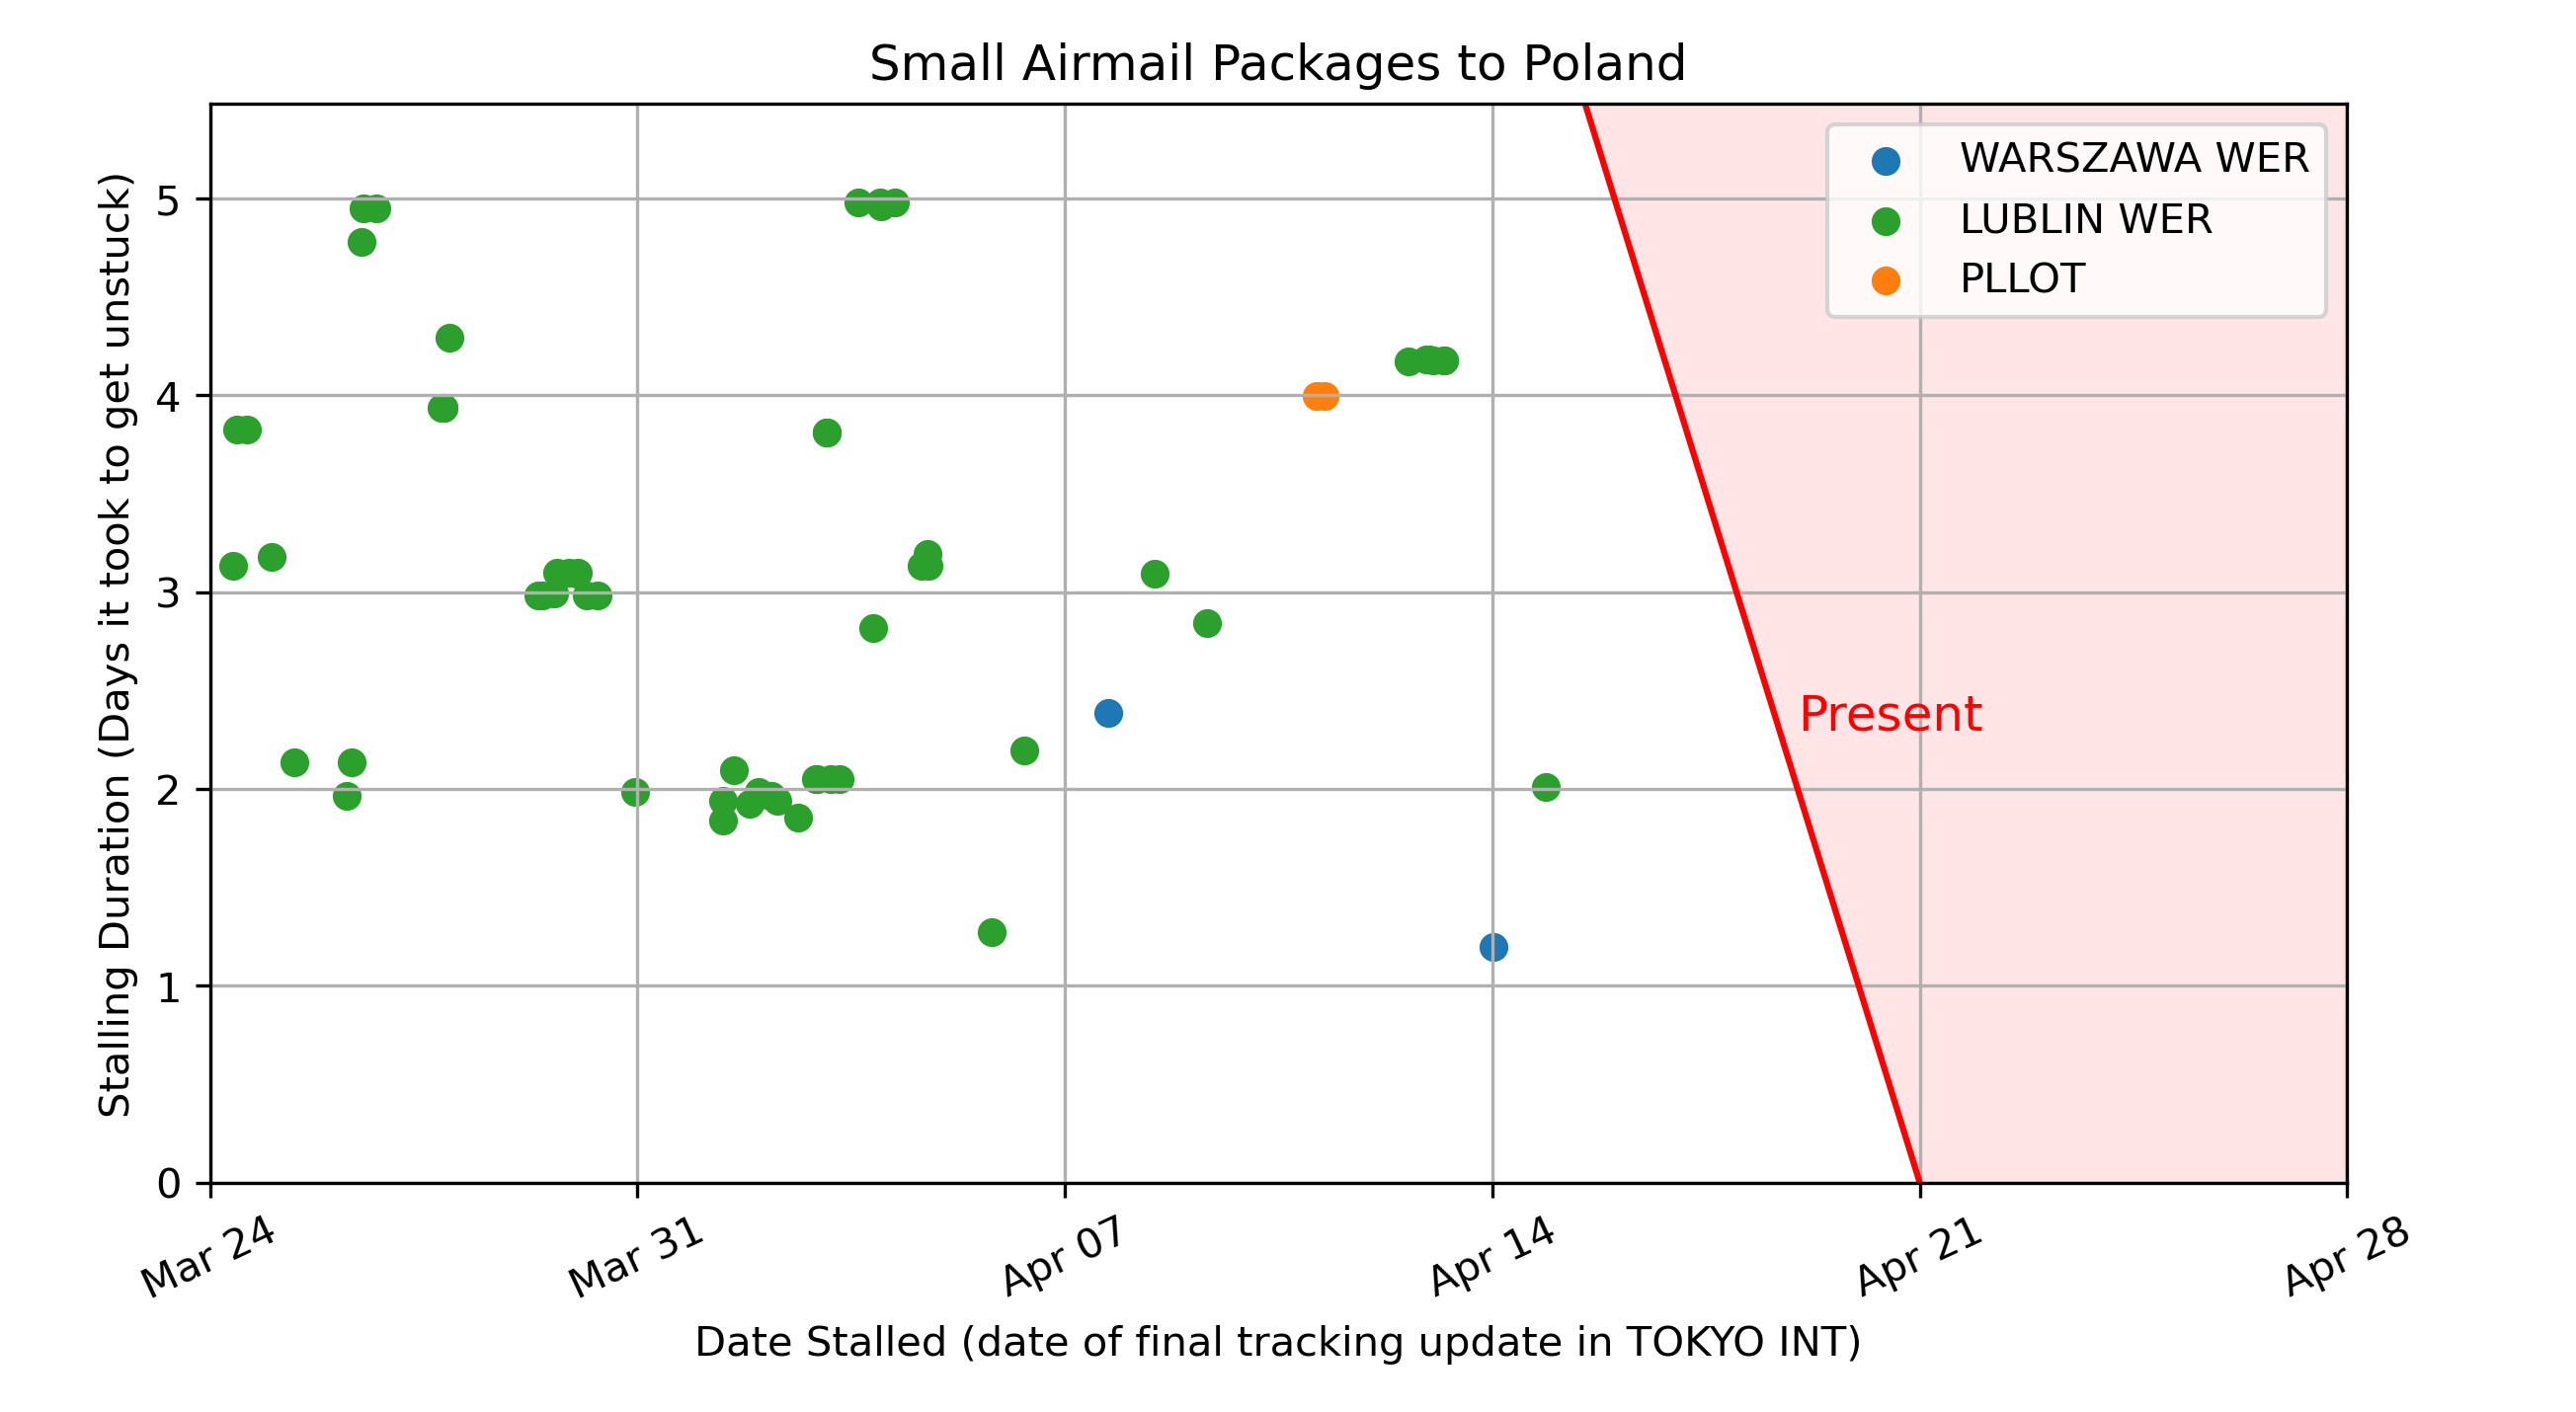 Small Airmail Packages to Poland
Stalling Duration (Days it took to get unstuck)
5
4
3
2
1
0
WARSZAWA WER
LUBLIN WER
PLLOT
Present
Mar 24
Mar 31
Apr 07
Apr 14
Apr 21
Apr 28
Date Stalled (date of final tracking update in TOKYO INT)